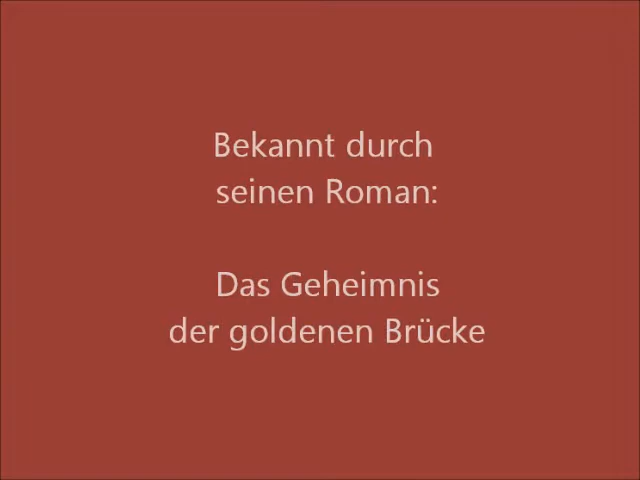 Bekannt durch
seinen Roman:
Das Geheimnis
der goldenen Brücke